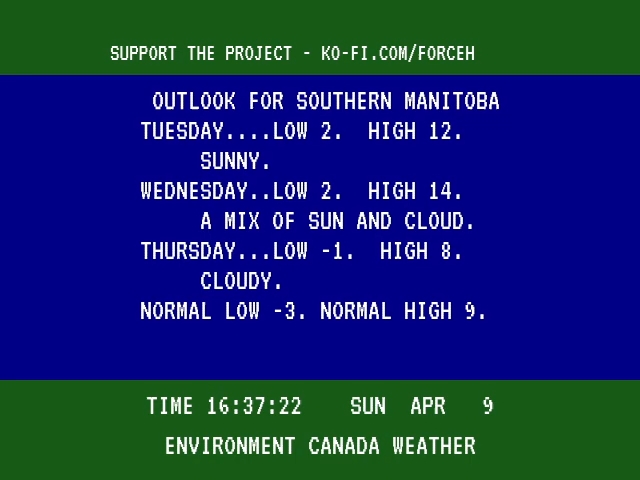 SUPPORT THE PROJECT - KO-FI.COM/FORCEH
OUTLOOK FOR SOUTHERN MANITOBA
TUESDAY....LOW 2.  HIGH 12.
SUNNY.
WEDNESDAY..LOW 2.  HIGH 14.
A MIX OF SUN AND CLOUD.
THURSDAY...LOW -1.  HIGH 8.
CLOUDY.
NORMAL LOW -3. NORMAL HIGH 9.
TIME 16:37:22    SUN  APR   9
ENVIRONMENT CANADA WEATHER